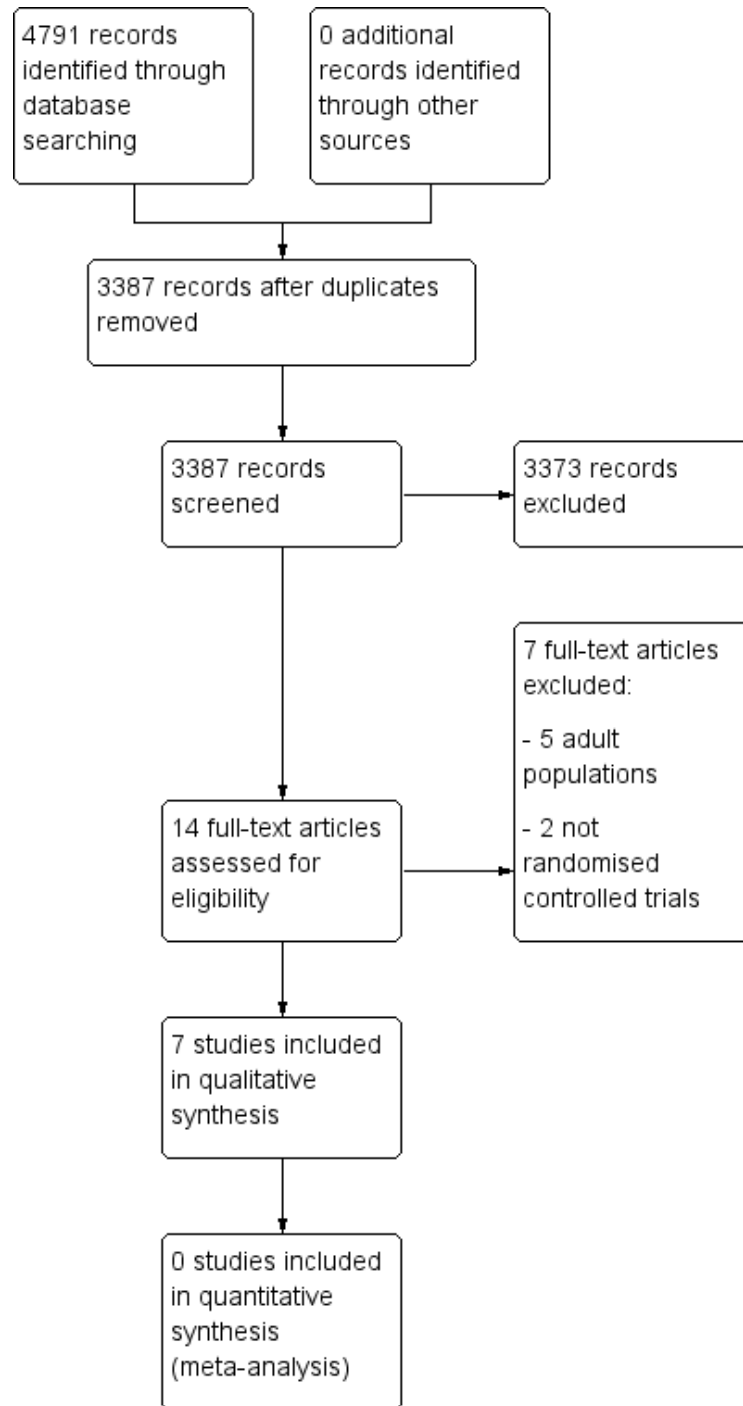 4791 records
identified through
database
searching
0 additional
records identified
through other
sources
3387 records after duplicates
removed
3387 records
screened
3373 records
excluded
7 full-text articles
excluded:
- 5 adult
populations
- 2 not
randomised
controlled trials
14 full-text articles
assessed for
eligibility
7 studies included
in qualitative
synthesis
0 studies included
in quantitative
synthesis
(meta-analysis)